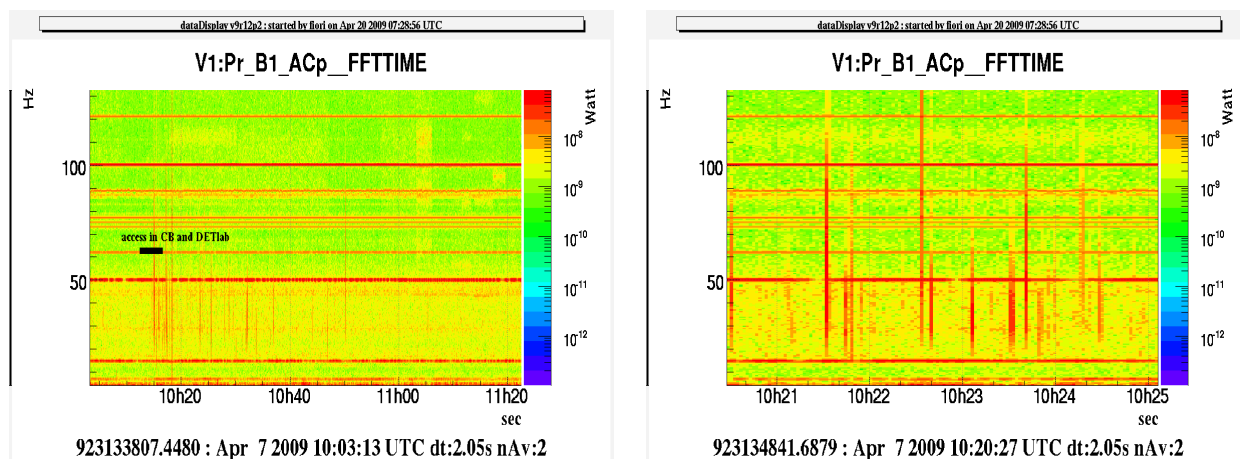 dataDisplay v9r12p2 : started by fiori on Apr 20 2009 07:28:56 UTC
V1:Pr_B1_ACp__FFTTIME
Hz
Watt
100
50
10^-8
10^-9
10^-10
10^-11
10^-12
access in CB and DETlab
10h20 10h40 11h00 11h20
sec
923133807.4480 : Apr 7 2009 10:03:13 UTC dt:2.05s nAv:2
dataDisplay v9r12p2 : started by fiori on Apr 20 2009 07:28:56 UTC
V1:Pr_B1_ACp__FFTTIME
Hz
Watt
100
50
10^-8
10^-9
10^-10
10^-11
10^-12
10h21 10h22 10h23 10h24 10h25
sec
923134841.6879 : Apr 7 2009 10:20:27 UTC dt:2.05s nAv:2